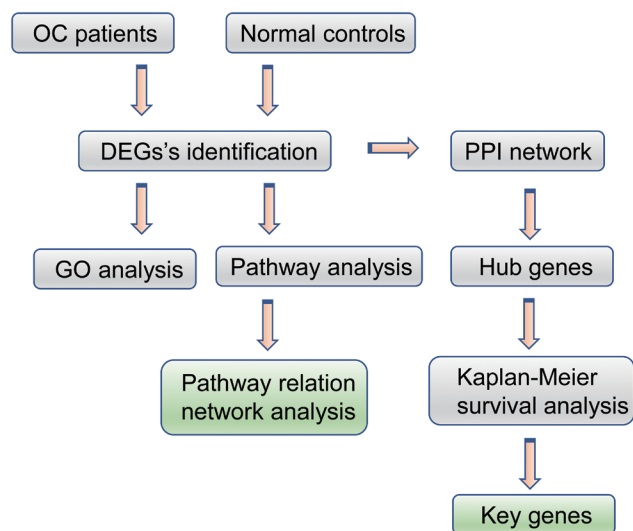 OC patients
Normal controls
DEGs's identification
PPI network
GO analysis
Pathway analysis
Hub genes
Pathway relation
network analysis
Kaplan-Meier
survival analysis
Key genes